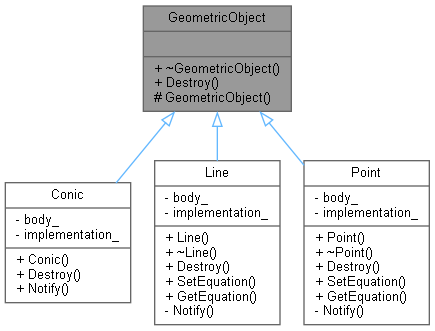 GeometricObject
+ ~GeometricObject()
+ Destroy()
# GeometricObject()
Conic
- body_
- implementation_
+ Conic()
+ Destroy()
+ Notify()
Line
- body_
- implementation_
+ Line()
+ ~Line()
+ Destroy()
+ SetEquation()
+ GetEquation()
- Notify()
Point
- body_
- implementation_
+ Point()
+ ~Point()
+ Destroy()
+ SetEquation()
+ GetEquation()
- Notify()